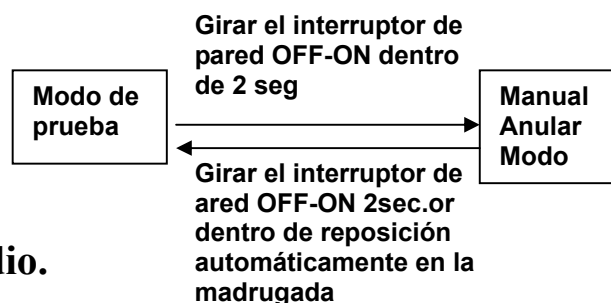 Girar el interruptor de
pared OFF-ON dentro
de 2 seg
Modo de
prueba
Manual
Anular
Modo
Girar el interruptor de
ared OFF-ON 2sec.or
dentro de reposición
automáticamente en la
madrugada
dio.